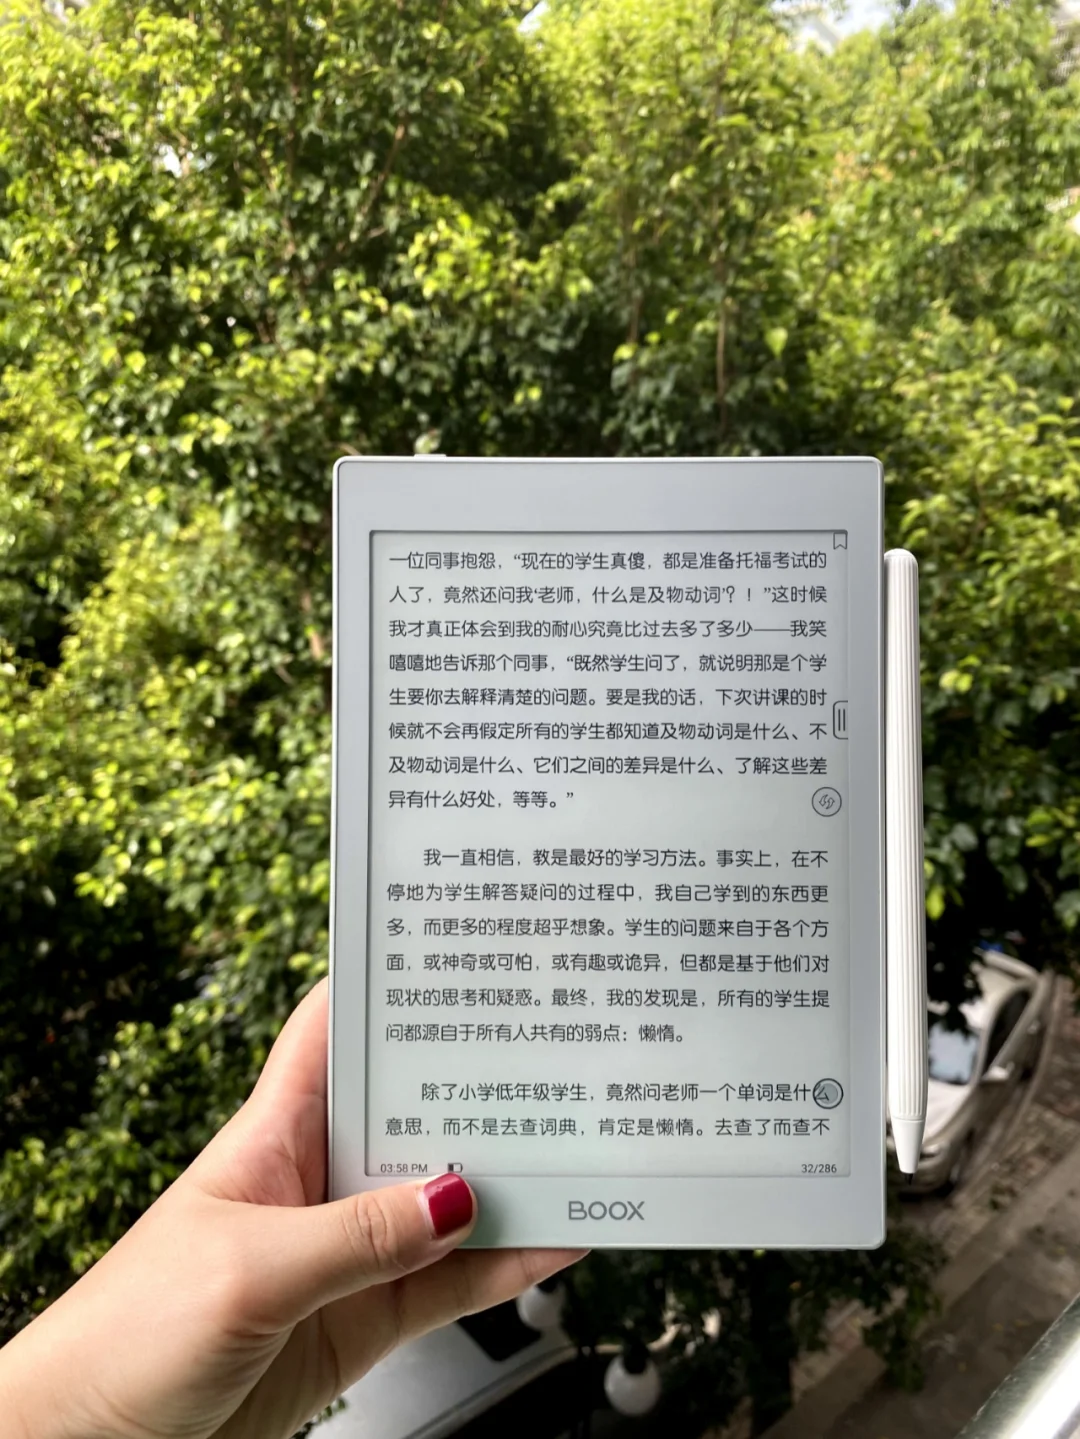 一位同事抱怨，“现在的学生真傻，都是准备托福考试的
人了，竟然还问我‘老师，什么是及物动词’？！”这时候
我才真正体会到我的耐心究竟比过去多了多少——我笑
嘻嘻地告诉那个同事，“既然学生问了，就说明那是个学
生要你去解释清楚的问题。要是我的话，下次讲课的时
候就不会再假定所有的学生都知道及物动词是什么、不
及物动词是什么、它们之间的差异是什么、了解这些差
异有什么好处，等等。”
我一直相信，教是最好的学习方法。事实上，在不
停地为学生解答疑问的过程中，我自己学到的东西更
多，而更多的程度超乎想象。学生的问题来自于各个方
面，或神奇或可怕，或有趣或诡异，但都是基于他们对
现状的思考和疑惑。最终，我的发现是，所有的学生提
问都源自于所有人共有的弱点：懒惰。
除了小学低年级学生，竟然问老师一个单词是什么
意思，而不是去查词典，肯定是懒惰。去查了而查不
03:58 PM 32/286
BOOX